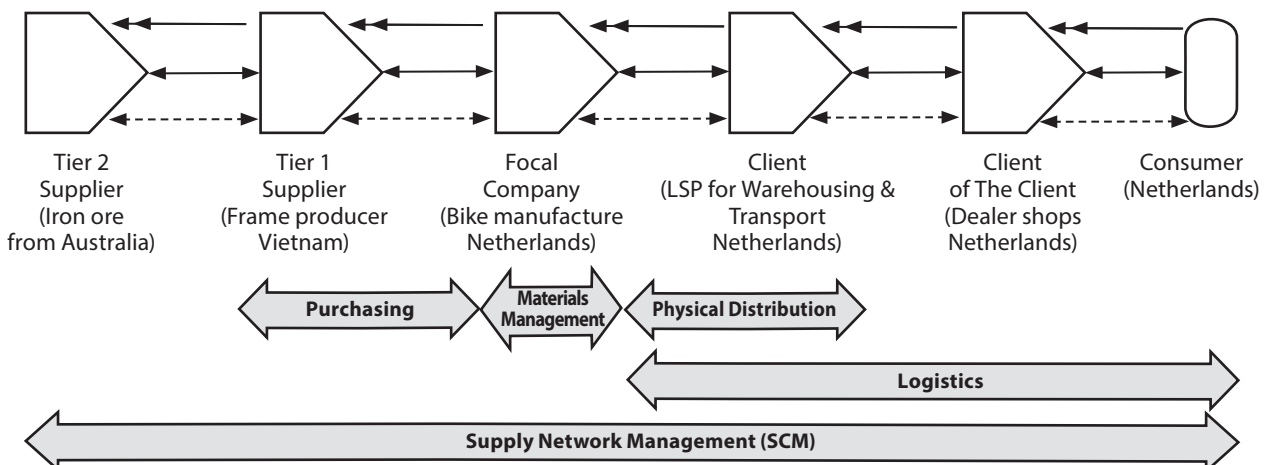 Tier 2
Supplier
(Iron ore
from Australia)
Tier 1
Supplier
(Frame producer
Vietnam)
Focal
Company
(Bike manufacture
Netherlands)
Client
(LSP for Warehousing &
Transport
Netherlands)
Client
of The Client
(Dealer shops
Netherlands)
Consumer
(Netherlands)
Purchasing
Materials
Management
Physical Distribution
Logistics
Supply Network Management (SCM)